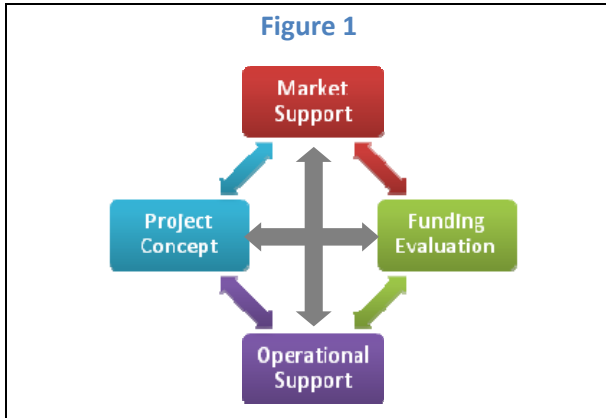 Figure 1
Market
Support
Project
Concept
Funding
Evaluation
Operational
Support